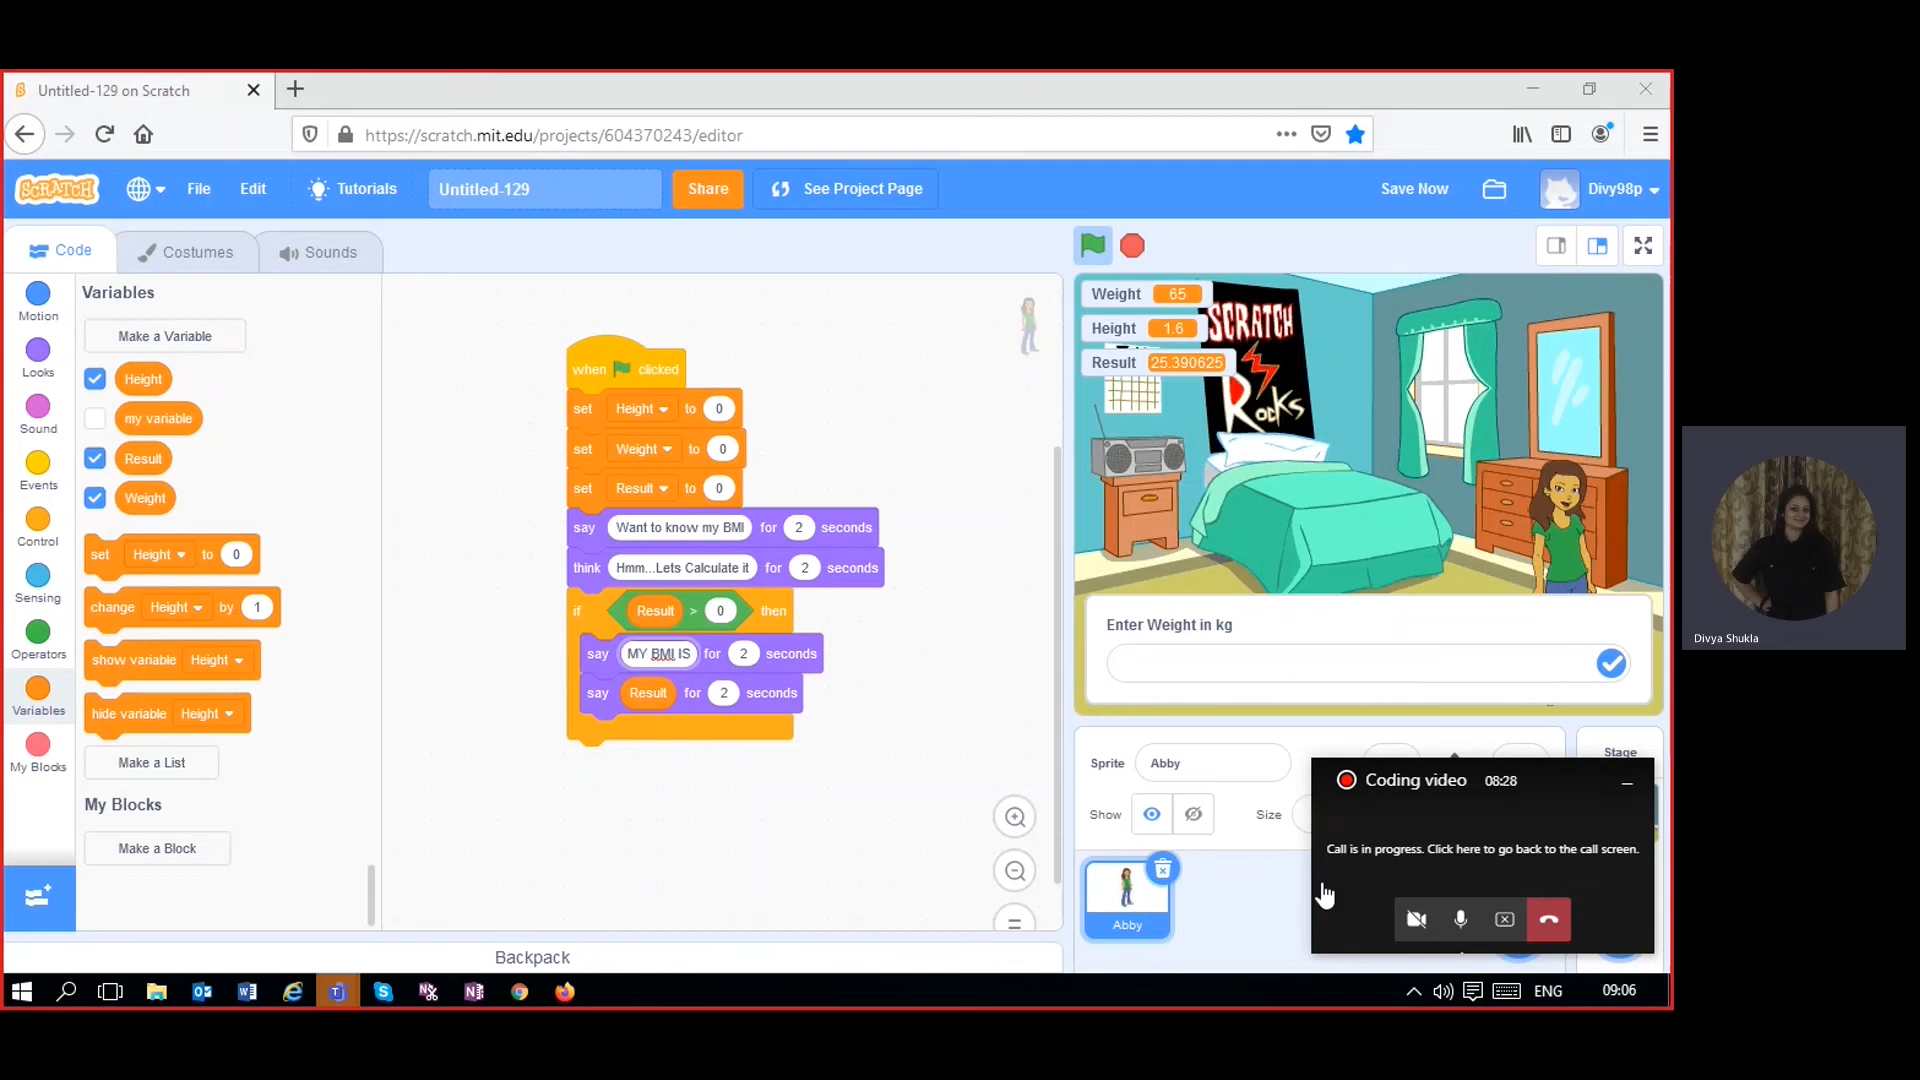 Untitled-129 on Scratch
https://scratch.mit.edu/projects/604370243/editor
SCRATCH
File
Edit
Tutorials
Untitled-129
Share
See Project Page
Save Now
Divy98p
Code
Costumes
Sounds
Motion
Looks
Sound
Events
Control
Sensing
Operators
Variables
My Blocks
Variables
Make a Variable
Height
my variable
Result
Weight
set Height to 0
change Height by 1
show variable Height
hide variable Height
Make a List
My Blocks
Make a Block
when clicked
set Height to 0
set Weight to 0
set Result to 0
say Want to know my BMI for 2 seconds
think Hmm...Lets Calculate it for 2 seconds
if Result > 0 then
say MY BMI IS for 2 seconds
say Result for 2 seconds
Backpack
Weight 65
Height 1.6
Result 25.390625
SCRATCH
Rocks
Enter Weight in kg
Sprite Abby
Show
Size
Abby
Stage
Coding video 08:28
Call is in progress. Click here to go back to the call screen.
Divya Shukla
ENG
09:06